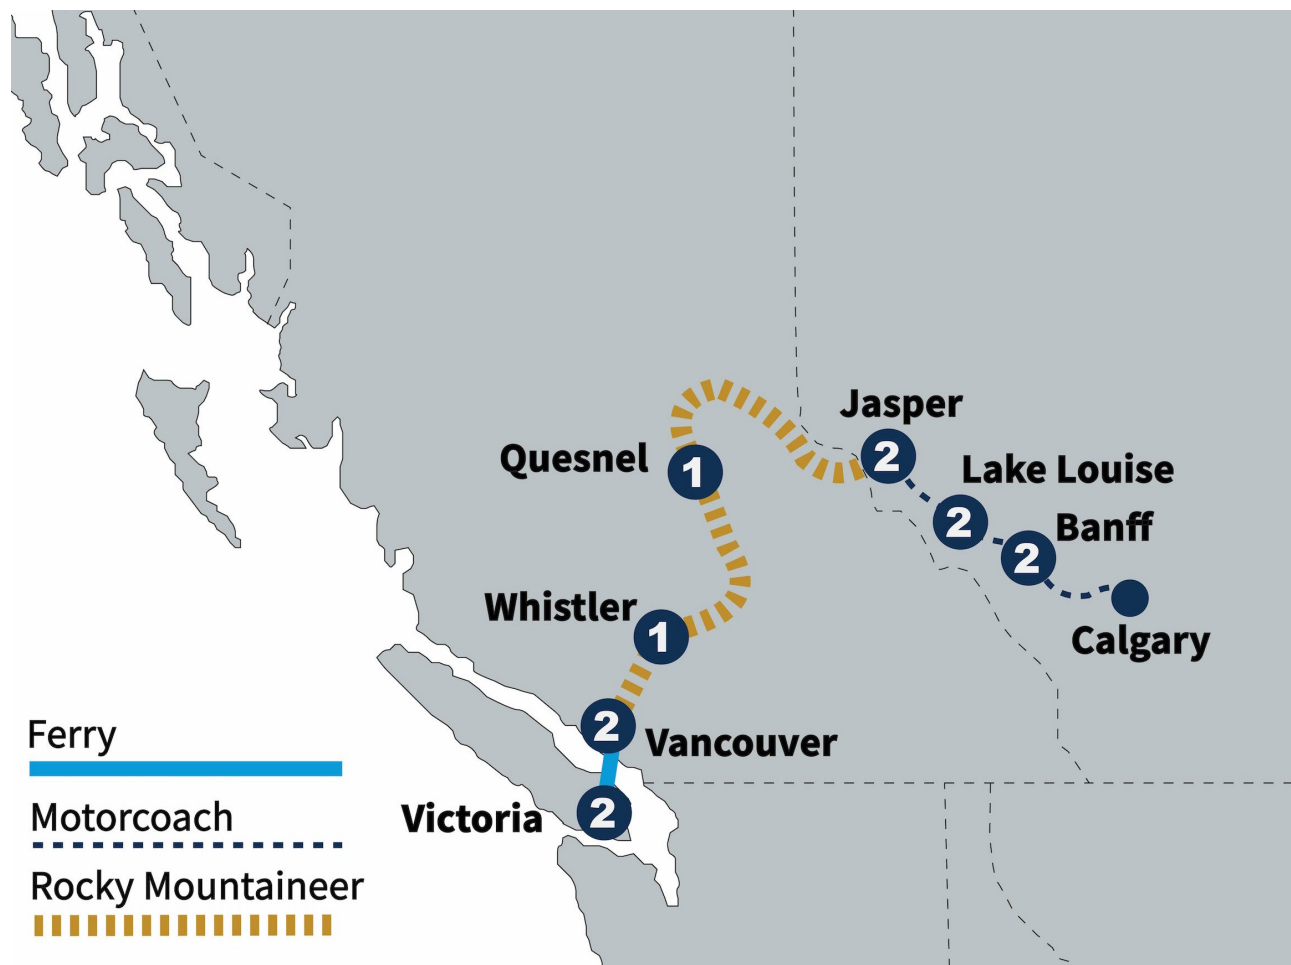 Jasper
2
Quesnel
1
Lake Louise
2
Banff
2
Whistler
1
Calgary
2
Vancouver
Victoria
2
Ferry
Motorcoach
Rocky Mountaineer